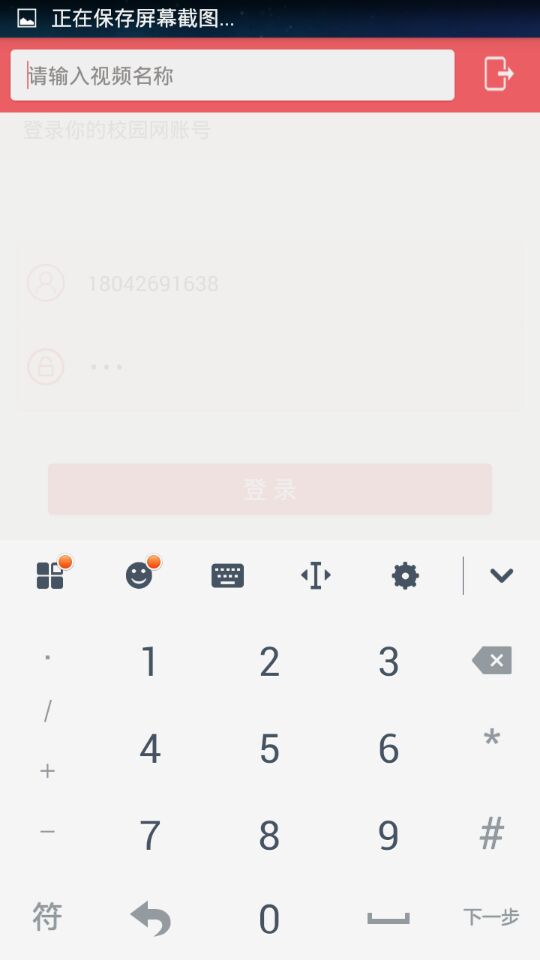 正在保存屏幕截图...
请输入视频名称
登录你的校园网账号
18042691638
•••
登 录
· 1 2 3
/
4 5 6 *
+
7 8 9 #
−
符 0 下一步